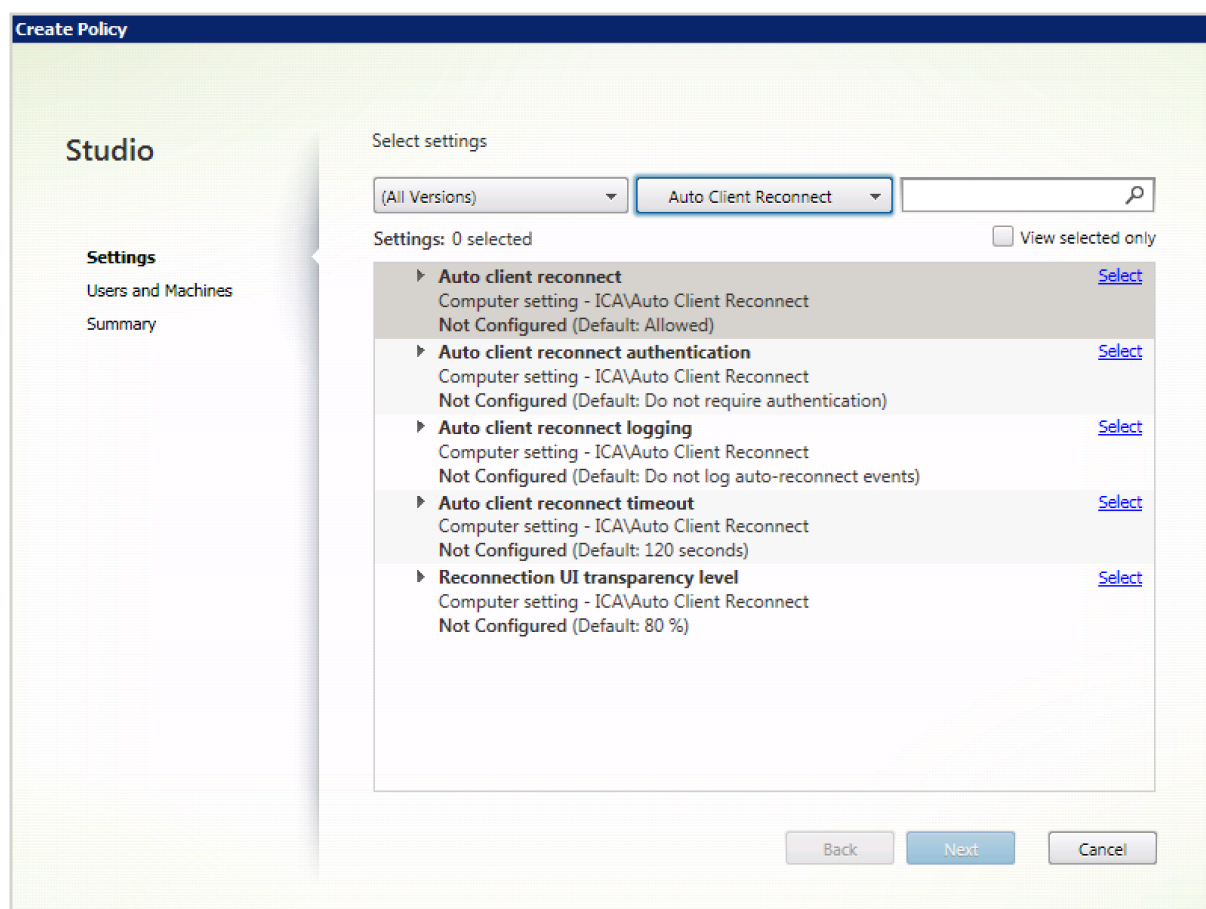 Create Policy
Studio
Settings
Users and Machines
Summary
Select settings
(All Versions)
Auto Client Reconnect
Settings: 0 selected
View selected only
Auto client reconnect
Select
Computer setting - ICA\Auto Client Reconnect
Not Configured (Default: Allowed)
Auto client reconnect authentication
Select
Computer setting - ICA\Auto Client Reconnect
Not Configured (Default: Do not require authentication)
Auto client reconnect logging
Select
Computer setting - ICA\Auto Client Reconnect
Not Configured (Default: Do not log auto-reconnect events)
Auto client reconnect timeout
Select
Computer setting - ICA\Auto Client Reconnect
Not Configured (Default: 120 seconds)
Reconnection UI transparency level
Select
Computer setting - ICA\Auto Client Reconnect
Not Configured (Default: 80 %)
Back
Next
Cancel